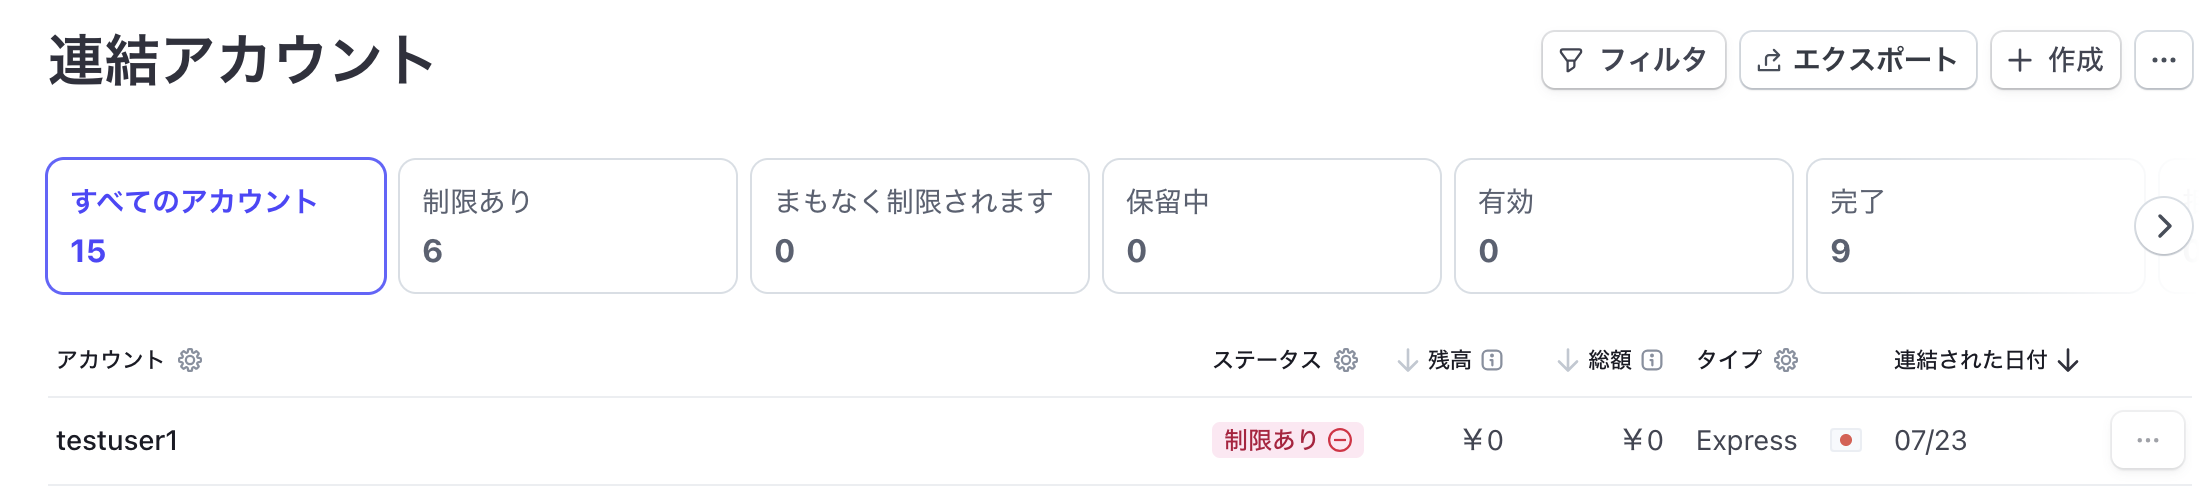 連結アカウント
フィルタ エクスポート + 作成 ...
すべてのアカウント
15
制限あり
6
まもなく制限されます
0
保留中
0
有効
0
完了
9
アカウント ステータス ↓ 残高 ↓ 総額 タイプ 連結された日付 ↓
testuser1 制限あり ¥0 ¥0 Express 07/23 ...